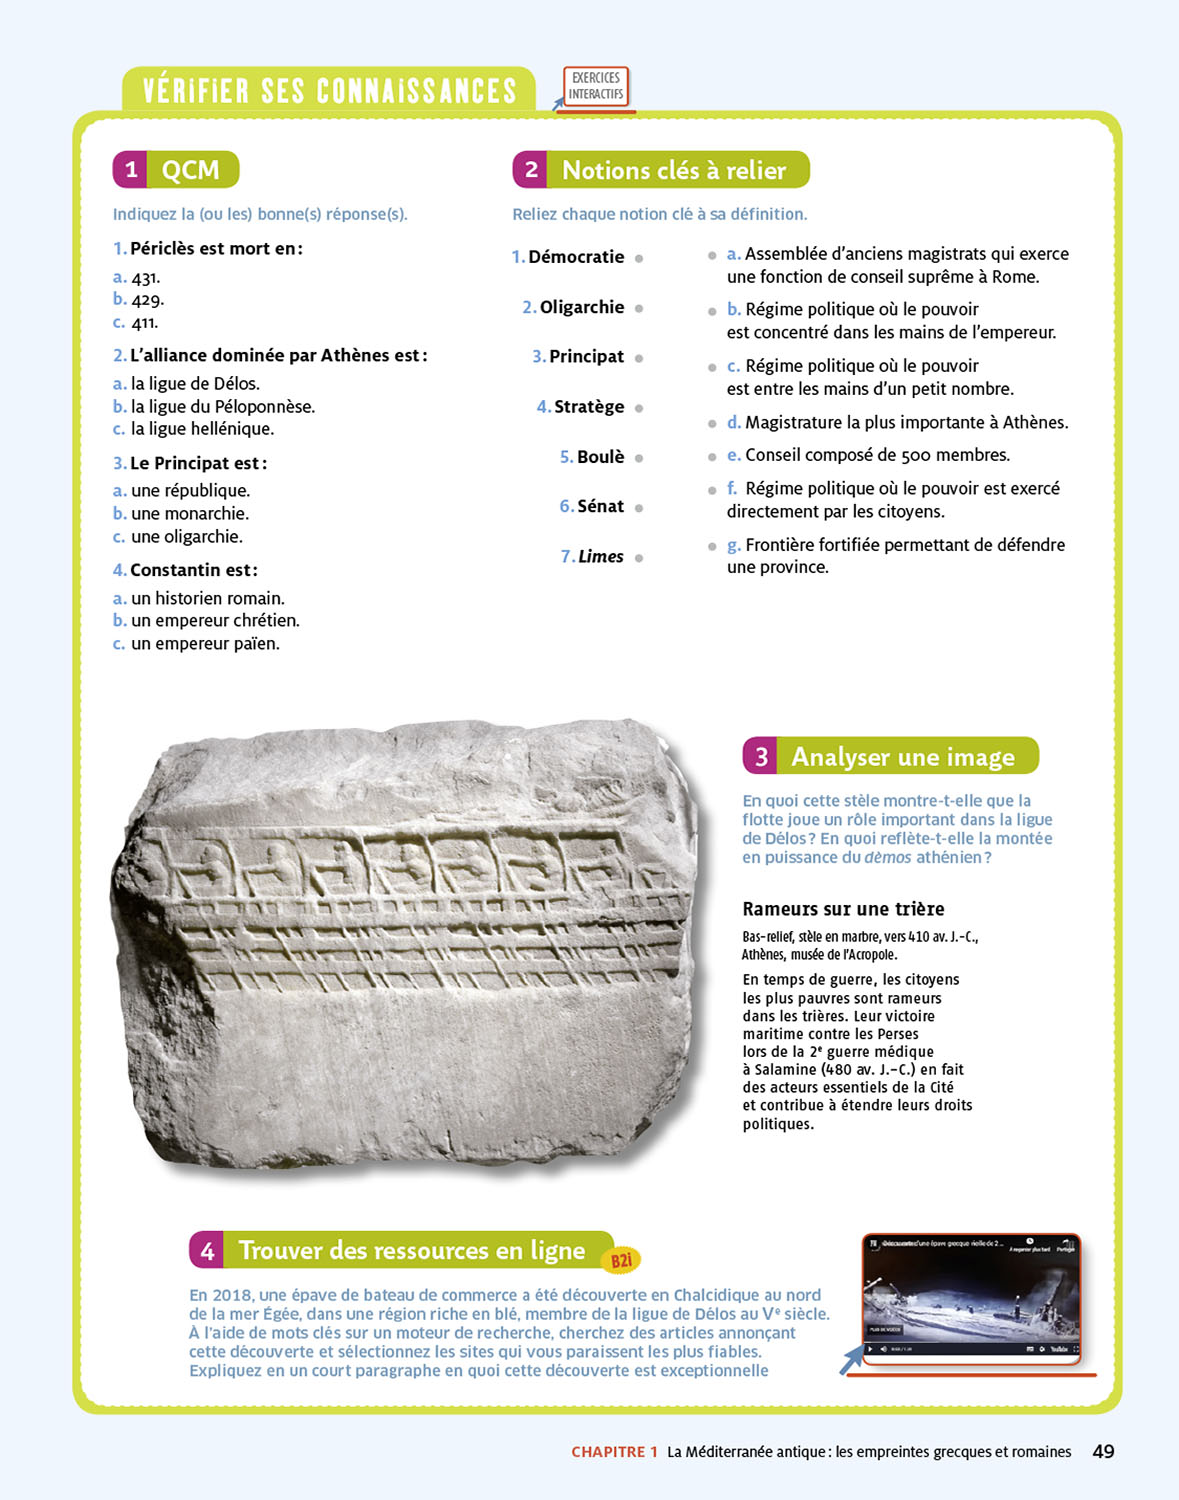 VÉRIFIER SES CONNAISSANCES
EXERCICES
INTERACTIFS
1 QCM
Indiquez la (ou les) bonne(s) réponse(s).
1. Périclès est mort en :
a. 431.
b. 429.
c. 411.
2. L'alliance dominée par Athènes est :
a. la ligue de Délos.
b. la ligue du Péloponnèse.
c. la ligue hellénique.
3. Le Principat est :
a. une république.
b. une monarchie.
c. une oligarchie.
4. Constantin est :
a. un historien romain.
b. un empereur chrétien.
c. un empereur païen.
2 Notions clés à relier
Reliez chaque notion clé à sa définition.
1. Démocratie
2. Oligarchie
3. Principat
4. Stratège
5. Boulè
6. Sénat
7. Limes
a. Assemblée d'anciens magistrats qui exerce
une fonction de conseil suprême à Rome.
b. Régime politique où le pouvoir
est concentré dans les mains de l'empereur.
c. Régime politique où le pouvoir
est entre les mains d'un petit nombre.
d. Magistrature la plus importante à Athènes.
e. Conseil composé de 500 membres.
f. Régime politique où le pouvoir est exercé
directement par les citoyens.
g. Frontière fortifiée permettant de défendre
une province.
3 Analyser une image
En quoi cette stèle montre-t-elle que la
flotte joue un rôle important dans la ligue
de Délos ? En quoi reflète-t-elle la montée
en puissance du dèmos athénien ?
Rameurs sur une trière
Bas-relief, stèle en marbre, vers 410 av. J.-C.,
Athènes, musée de l'Acropole.
En temps de guerre, les citoyens
les plus pauvres sont rameurs
dans les trières. Leur victoire
maritime contre les Perses
lors de la 2e guerre médique
à Salamine (480 av. J.-C.) en fait
des acteurs essentiels de la Cité
et contribue à étendre leurs droits
politiques.
4 Trouver des ressources en ligne B2i
En 2018, une épave de bateau de commerce a été découverte en Chalcidique au nord
de la mer Égée, dans une région riche en blé, membre de la ligue de Délos au Ve siècle.
À l'aide de mots clés sur un moteur de recherche, cherchez des articles annonçant
cette découverte et sélectionnez les sites qui vous paraissent les plus fiables.
Expliquez en un court paragraphe en quoi cette découverte est exceptionnelle
d'une épave grecque vieille de 2 ...
À regarder plus tard Partager
PLUS DE VIDÉOS
YouTube
CHAPITRE 1 La Méditerranée antique : les empreintes grecques et romaines 49